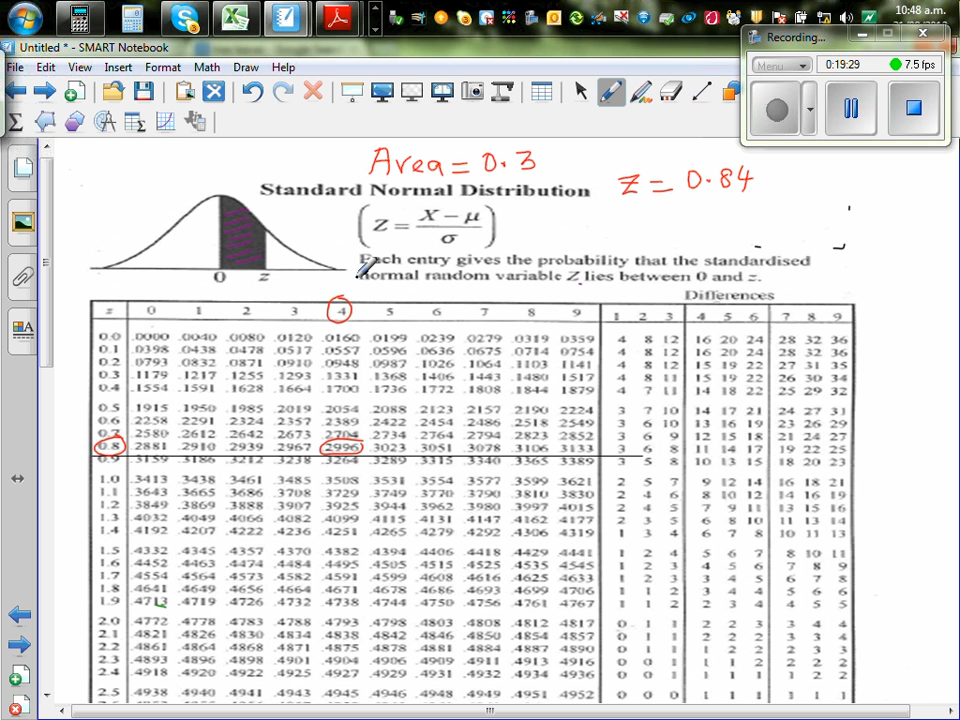 10:48 a.m.
Untitled * - SMART Notebook
Recording...
File Edit View Insert Format Math Draw Help
Menu 0:19:29 7.5 fps
Area = 0.3
z = 0.84
Standard Normal Distribution
(Z = X − μ / σ)
0 z
Each entry gives the probability that the standardised
normal random variable Z lies between 0 and z.
Differences
z 0 1 2 3 4 5 6 7 8 9 1 2 3 4 5 6 7 8 9
0.0 .0000 .0040 .0080 .0120 .0160 .0199 .0239 .0279 .0319 .0359 4 8 12 16 20 24 28 32 36
0.1 .0398 .0438 .0478 .0517 .0557 .0596 .0636 .0675 .0714 .0754 4 8 12 16 20 24 28 32 36
0.2 .0793 .0832 .0871 .0910 .0948 .0987 .1026 .1064 .1103 .1141 4 8 12 15 19 22 27 31 35
0.3 .1179 .1217 .1255 .1293 .1331 .1368 .1406 .1443 .1480 .1517 4 8 11 15 19 22 26 30 34
0.4 .1554 .1591 .1628 .1664 .1700 .1736 .1772 .1808 .1844 .1879 4 7 11 14 18 22 25 29 32
0.5 .1915 .1950 .1985 .2019 .2054 .2088 .2123 .2157 .2190 .2224 3 7 10 14 17 21 24 27 31
0.6 .2258 .2291 .2324 .2357 .2389 .2422 .2454 .2486 .2518 .2549 3 6 10 13 16 19 23 26 29
0.7 .2580 .2612 .2642 .2673 .2704 .2734 .2764 .2794 .2823 .2852 3 6 9 12 15 18 21 24 27
0.8 .2881 .2910 .2939 .2967 .2996 .3023 .3051 .3078 .3106 .3133 3 6 8 11 14 17 19 22 25
0.9 .3159 .3186 .3212 .3238 .3264 .3289 .3315 .3340 .3365 .3389 3 5 8 10 13 15 18 20 23
1.0 .3413 .3438 .3461 .3485 .3508 .3531 .3554 .3577 .3599 .3621 2 5 7 9 12 14 16 18 21
1.1 .3643 .3665 .3686 .3708 .3729 .3749 .3770 .3790 .3810 .3830 2 4 6 8 10 12 14 16 19
1.2 .3849 .3869 .3888 .3907 .3925 .3944 .3962 .3980 .3997 .4015 2 4 5 7 9 11 13 15 16
1.3 .4032 .4049 .4066 .4082 .4099 .4115 .4131 .4147 .4162 .4177 2 3 5 6 8 10 11 13 14
1.4 .4192 .4207 .4222 .4236 .4251 .4265 .4279 .4292 .4306 .4319 1 3 4 6 7 8 10 11 13
1.5 .4332 .4345 .4357 .4370 .4382 .4394 .4406 .4418 .4429 .4441 1 2 4 5 6 7 8 10 11
1.6 .4452 .4463 .4474 .4484 .4495 .4505 .4515 .4525 .4535 .4545 1 2 3 4 5 6 7 8 9
1.7 .4554 .4564 .4573 .4582 .4591 .4599 .4608 .4616 .4625 .4633 1 2 3 3 4 5 6 7 8
1.8 .4641 .4649 .4656 .4664 .4671 .4678 .4686 .4693 .4699 .4706 1 1 2 3 4 4 5 6 6
1.9 .4713 .4719 .4726 .4732 .4738 .4744 .4750 .4756 .4761 .4767 1 1 2 2 3 4 4 5 5
2.0 .4772 .4778 .4783 .4788 .4793 .4798 .4803 .4808 .4812 .4817 0 1 1 2 2 3 3 4 4
2.1 .4821 .4826 .4830 .4834 .4838 .4842 .4846 .4850 .4854 .4857 0 1 1 2 2 2 3 3 4
2.2 .4861 .4864 .4868 .4871 .4875 .4878 .4881 .4884 .4887 .4890 0 1 1 1 2 2 2 3 3
2.3 .4893 .4896 .4898 .4901 .4904 .4906 .4909 .4911 .4913 .4916 0 0 1 1 1 2 2 2 2
2.4 .4918 .4920 .4922 .4925 .4927 .4929 .4931 .4932 .4934 .4936 0 0 1 1 1 1 1 2 2
2.5 .4938 .4940 .4941 .4943 .4945 .4946 .4948 .4949 .4951 .4952 0 0 0 1 1 1 1 1 1